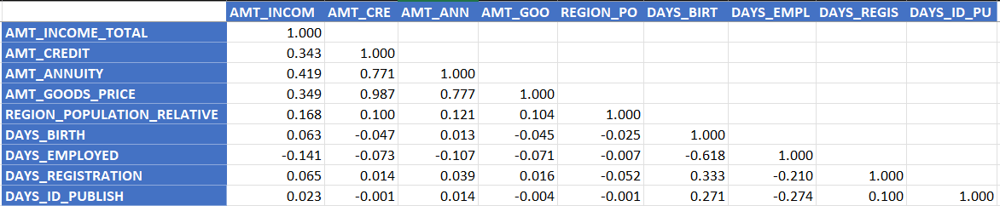 AMT_INCOM AMT_CRE AMT_ANN AMT_GOO REGION_PO DAYS_BIRT DAYS_EMPL DAYS_REGIS DAYS_ID_PU
AMT_INCOME_TOTAL 1.000
AMT_CREDIT 0.343 1.000
AMT_ANNUITY 0.419 0.771 1.000
AMT_GOODS_PRICE 0.349 0.987 0.777 1.000
REGION_POPULATION_RELATIVE 0.168 0.100 0.121 0.104 1.000
DAYS_BIRTH 0.063 -0.047 0.013 -0.045 -0.025 1.000
DAYS_EMPLOYED -0.141 -0.073 -0.107 -0.071 -0.007 -0.618 1.000
DAYS_REGISTRATION 0.065 0.014 0.039 0.016 -0.052 0.333 -0.210 1.000
DAYS_ID_PUBLISH 0.023 -0.001 0.014 -0.004 -0.001 0.271 -0.274 0.100 1.000